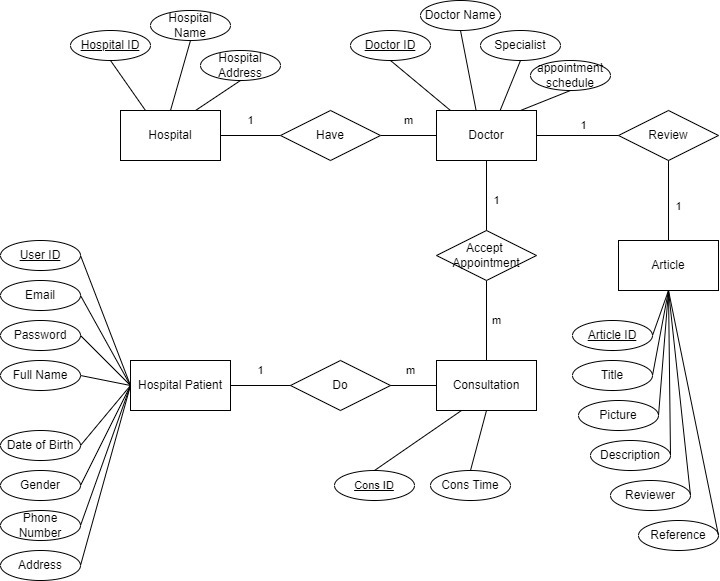 Doctor Name
Hospital
Name
Hospital ID
Doctor ID
Specialist
Hospital
Address
appointment
schedule
Hospital
1
Have
m
Doctor
1
Review
1
1
User ID
Accept
Appointment
Article
Email
m
Password
Article ID
Full Name
Hospital Patient
1
Do
m
Consultation
Title
Picture
Date of Birth
Description
Gender
Cons ID
Cons Time
Reviewer
Phone
Number
Reference
Address